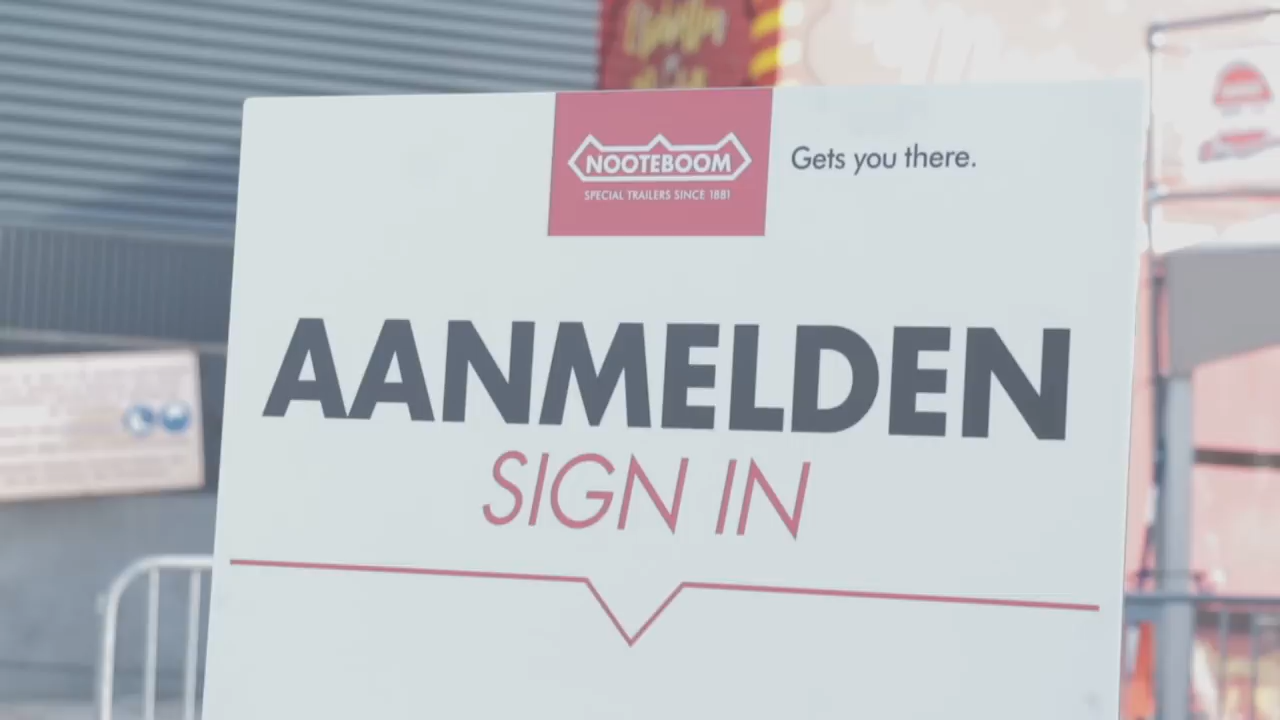 NOOTEBOOM
SPECIAL TRAILERS SINCE 1881
Gets you there.
AANMELDEN
SIGN IN